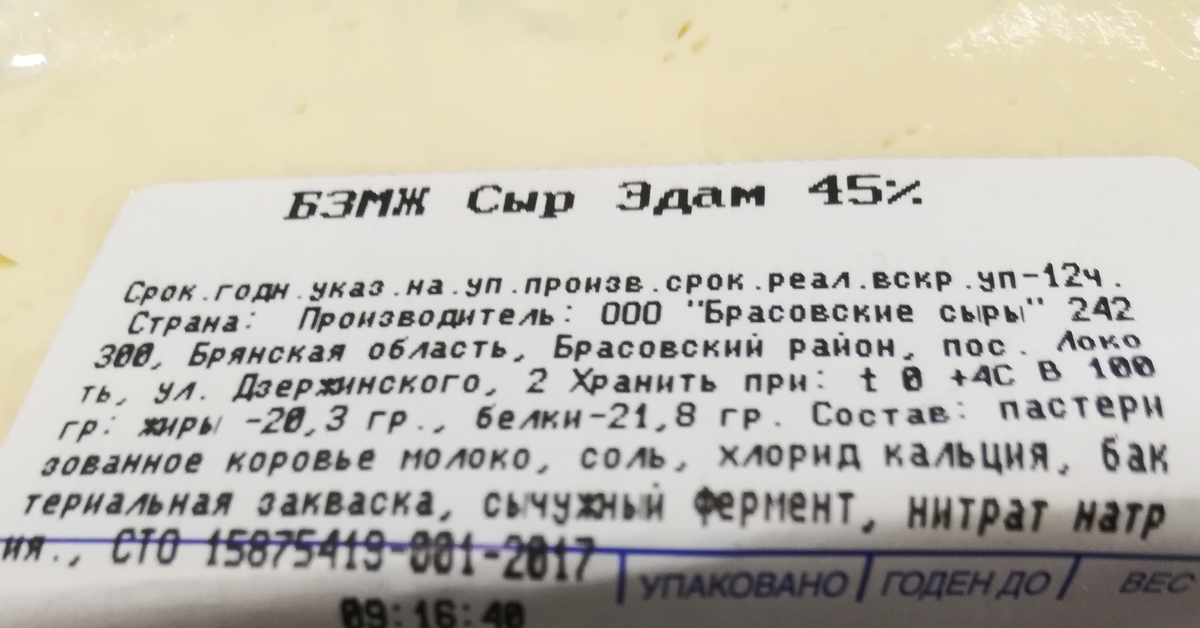 БЗМЖ Сыр Эдам 45%
Срок.годн.указ.на.уп.произв.срок.реал.вскр.уп-12ч.
Страна: Производитель: ООО "Брасовские сыры" 242
300, Брянская область, Брасовский район, пос. Локо
ть, ул. Дзержинского, 2 Хранить при: t 0 +4С В 100
гр: жиры -20,3 гр., белки-21,8 гр. Состав: пастери
зованное коровье молоко, соль, хлорид кальция, бак
териальная закваска, сычужный фермент, нитрат натр
ия., СТО 15875419-001-2017
УПАКОВАНО ГОДЕН ДО ВЕС
09:16:40